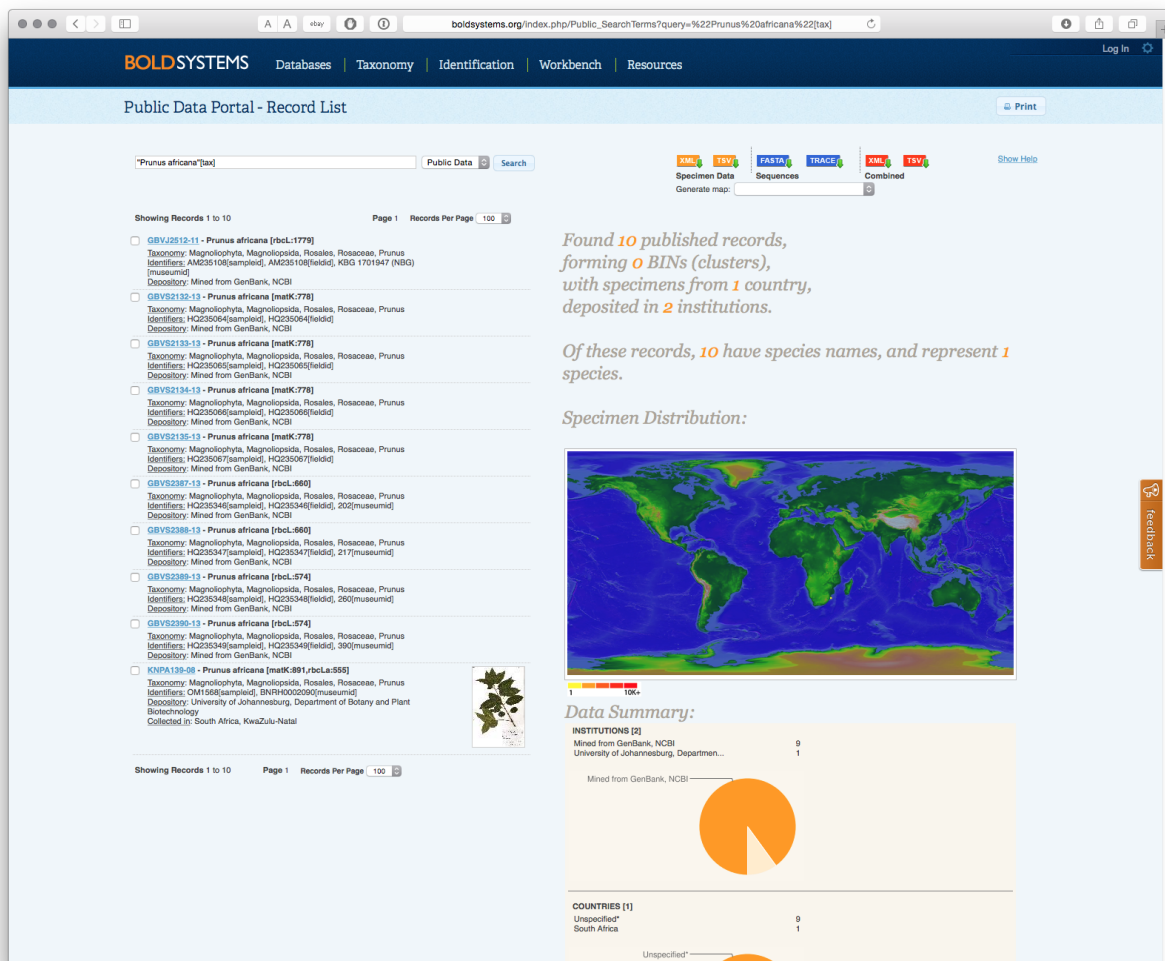 A A ebay
boldsystems.org/index.php/Public_SearchTerms?query=%22Prunus%20africana%22[tax]
Log In
BOLDSYSTEMS Databases Taxonomy Identification Workbench Resources
Public Data Portal - Record List
Print
"Prunus africana"[tax] Public Data Search
XML TSV FASTA TRACE XML TSV
Specimen Data Sequences Combined
Generate map:
Show Help
Showing Records 1 to 10 Page 1 Records Per Page 100
GBVJ2512-11 - Prunus africana [rbcL:1779]
Taxonomy: Magnoliophyta, Magnoliopsida, Rosales, Rosaceae, Prunus
Identifiers: AM235108[sampleid], AM235108[fieldid], KBG 1701947 (NBG)
[museumid]
Depository: Mined from GenBank, NCBI
GBVS2132-13 - Prunus africana [matK:778]
Taxonomy: Magnoliophyta, Magnoliopsida, Rosales, Rosaceae, Prunus
Identifiers: HQ235064[sampleid], HQ235064[fieldid]
Depository: Mined from GenBank, NCBI
GBVS2133-13 - Prunus africana [matK:778]
Taxonomy: Magnoliophyta, Magnoliopsida, Rosales, Rosaceae, Prunus
Identifiers: HQ235065[sampleid], HQ235065[fieldid]
Depository: Mined from GenBank, NCBI
GBVS2134-13 - Prunus africana [matK:778]
Taxonomy: Magnoliophyta, Magnoliopsida, Rosales, Rosaceae, Prunus
Identifiers: HQ235066[sampleid], HQ235066[fieldid]
Depository: Mined from GenBank, NCBI
GBVS2135-13 - Prunus africana [matK:778]
Taxonomy: Magnoliophyta, Magnoliopsida, Rosales, Rosaceae, Prunus
Identifiers: HQ235067[sampleid], HQ235067[fieldid]
Depository: Mined from GenBank, NCBI
GBVS2387-13 - Prunus africana [rbcL:660]
Taxonomy: Magnoliophyta, Magnoliopsida, Rosales, Rosaceae, Prunus
Identifiers: HQ235346[sampleid], HQ235346[fieldid], 202[museumid]
Depository: Mined from GenBank, NCBI
GBVS2388-13 - Prunus africana [rbcL:660]
Taxonomy: Magnoliophyta, Magnoliopsida, Rosales, Rosaceae, Prunus
Identifiers: HQ235347[sampleid], HQ235347[fieldid], 217[museumid]
Depository: Mined from GenBank, NCBI
GBVS2389-13 - Prunus africana [rbcL:574]
Taxonomy: Magnoliophyta, Magnoliopsida, Rosales, Rosaceae, Prunus
Identifiers: HQ235348[sampleid], HQ235348[fieldid], 260[museumid]
Depository: Mined from GenBank, NCBI
GBVS2390-13 - Prunus africana [rbcL:574]
Taxonomy: Magnoliophyta, Magnoliopsida, Rosales, Rosaceae, Prunus
Identifiers: HQ235349[sampleid], HQ235349[fieldid], 390[museumid]
Depository: Mined from GenBank, NCBI
KNPA139-08 - Prunus africana [matK:891,rbcLa:555]
Taxonomy: Magnoliophyta, Magnoliopsida, Rosales, Rosaceae, Prunus
Identifiers: OM1568[sampleid], BNRH0002090[museumid]
Depository: University of Johannesburg, Department of Botany and Plant
Biotechnology
Collected in: South Africa, KwaZulu-Natal
Showing Records 1 to 10 Page 1 Records Per Page 100
Found 10 published records,
forming 0 BINs (clusters),
with specimens from 1 country,
deposited in 2 institutions.
Of these records, 10 have species names, and represent 1
species.
Specimen Distribution:
1 10K+
Data Summary:
INSTITUTIONS [2]
Mined from GenBank, NCBI 9
University of Johannesburg, Departmen... 1
Mined from GenBank, NCBI
COUNTRIES [1]
Unspecified* 9
South Africa 1
Unspecified*
feedback